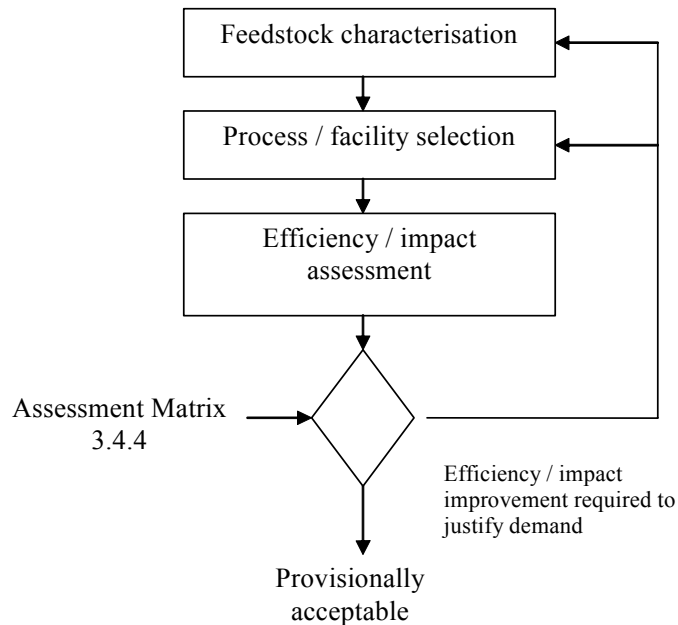 Feedstock characterisation
Process / facility selection
Efficiency / impact
assessment
Assessment Matrix
3.4.4
Efficiency / impact
improvement required to
justify demand
Provisionally
acceptable